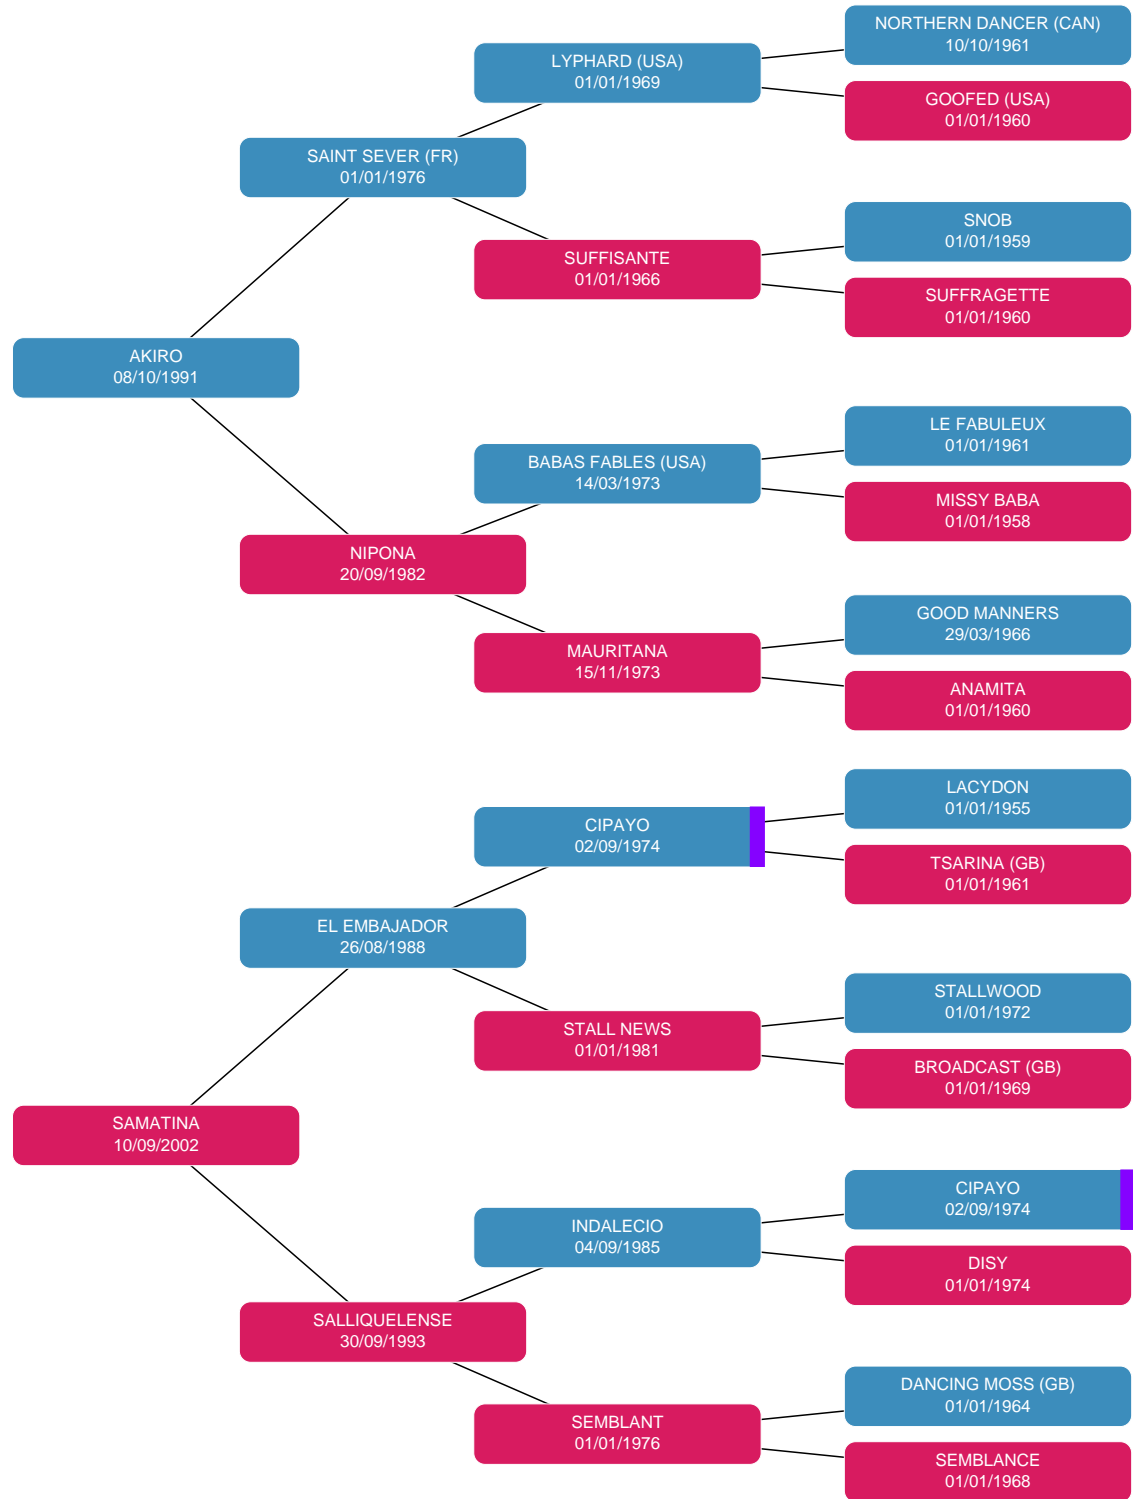 NORTHERN DANCER (CAN)
10/10/1961
LYPHARD (USA)
01/01/1969
GOOFED (USA)
01/01/1960
SAINT SEVER (FR)
01/01/1976
SNOB
01/01/1959
SUFFISANTE
01/01/1966
SUFFRAGETTE
01/01/1960
AKIRO
08/10/1991
LE FABULEUX
01/01/1961
BABAS FABLES (USA)
14/03/1973
MISSY BABA
01/01/1958
NIPONA
20/09/1982
GOOD MANNERS
29/03/1966
MAURITANA
15/11/1973
ANAMITA
01/01/1960
LACYDON
01/01/1955
CIPAYO
02/09/1974
TSARINA (GB)
01/01/1961
EL EMBAJADOR
26/08/1988
STALLWOOD
01/01/1972
STALL NEWS
01/01/1981
BROADCAST (GB)
01/01/1969
SAMATINA
10/09/2002
CIPAYO
02/09/1974
INDALECIO
04/09/1985
DISY
01/01/1974
SALLIQUELENSE
30/09/1993
DANCING MOSS (GB)
01/01/1964
SEMBLANT
01/01/1976
SEMBLANCE
01/01/1968